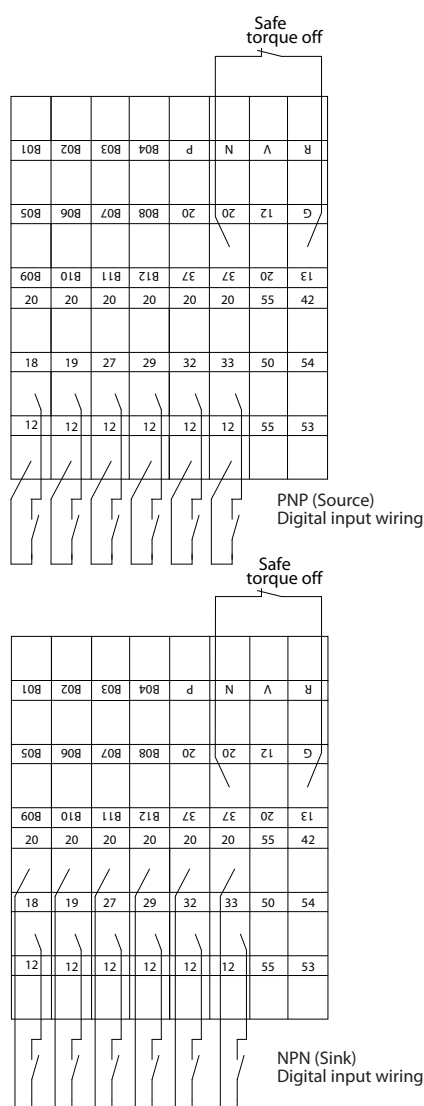 Safe
torque off
B01 B02 B03 B04 P N V R
B05 B06 B07 B08 20 20 12 G
B09 B10 B11 B12 37 37 20 13
20 20 20 20 20 20 55 42
18 19 27 29 32 33 50 54
12 12 12 12 12 12 55 53
PNP (Source)
Digital input wiring
Safe
torque off
B01 B02 B03 B04 P N V R
B05 B06 B07 B08 20 20 12 G
B09 B10 B11 B12 37 37 20 13
20 20 20 20 20 20 55 42
18 19 27 29 32 33 50 54
12 12 12 12 12 12 55 53
NPN (Sink)
Digital input wiring